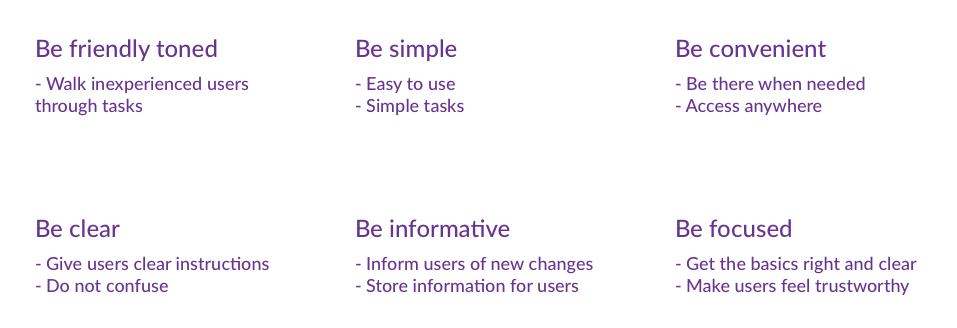 Be friendly toned
- Walk inexperienced users
through tasks
Be simple
- Easy to use
- Simple tasks
Be convenient
- Be there when needed
- Access anywhere
Be clear
- Give users clear instructions
- Do not confuse
Be informative
- Inform users of new changes
- Store information for users
Be focused
- Get the basics right and clear
- Make users feel trustworthy